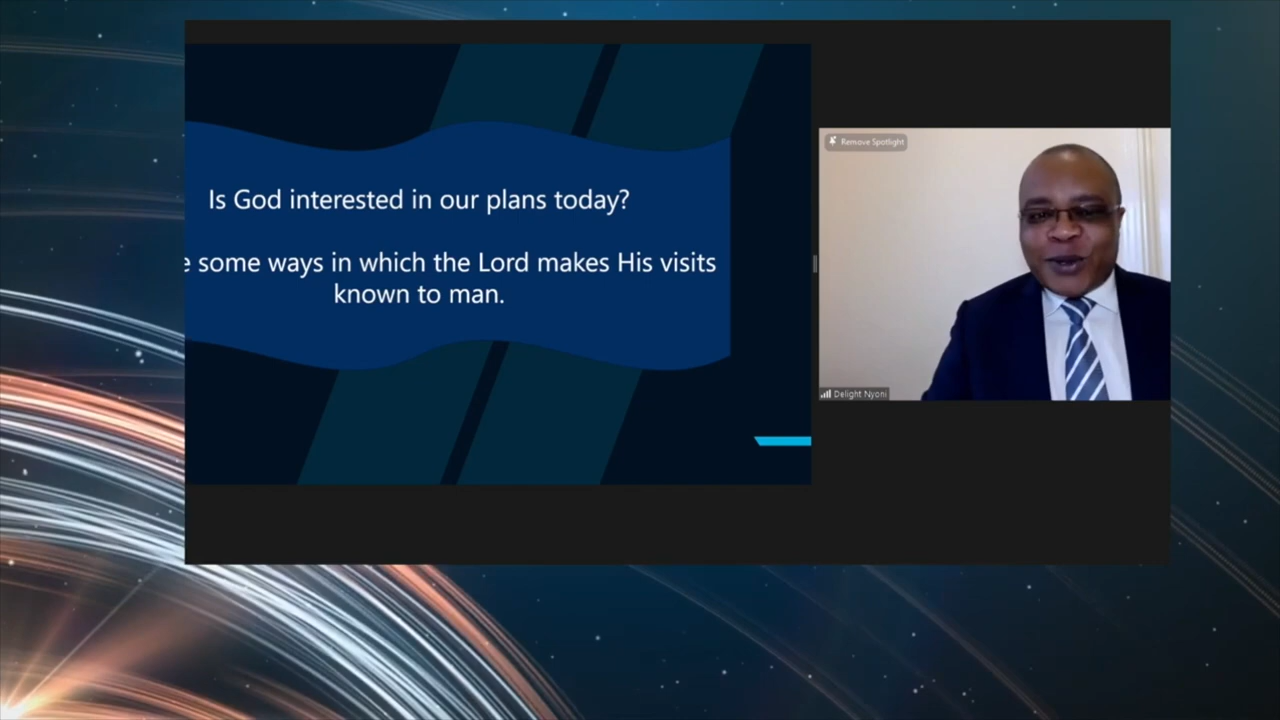 Is God interested in our plans today?
e some ways in which the Lord makes His visits
known to man.
Remove Spotlight
Delight Nyoni